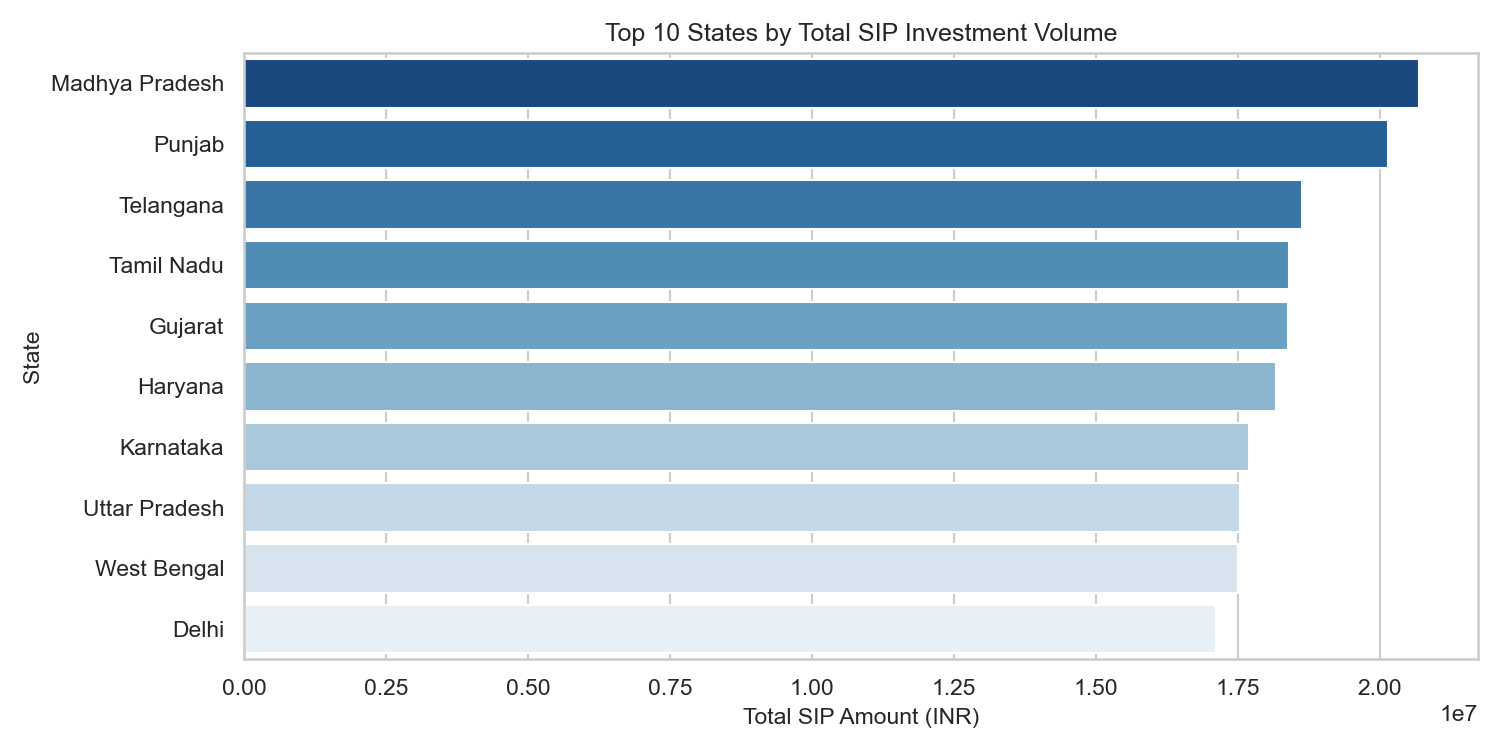 Top 10 States by Total SIP Investment Volume
Madhya Pradesh
Punjab
Telangana
Tamil Nadu
Gujarat
Haryana
Karnataka
Uttar Pradesh
West Bengal
Delhi
State
0.00 0.25 0.50 0.75 1.00 1.25 1.50 1.75 2.00
1e7
Total SIP Amount (INR)